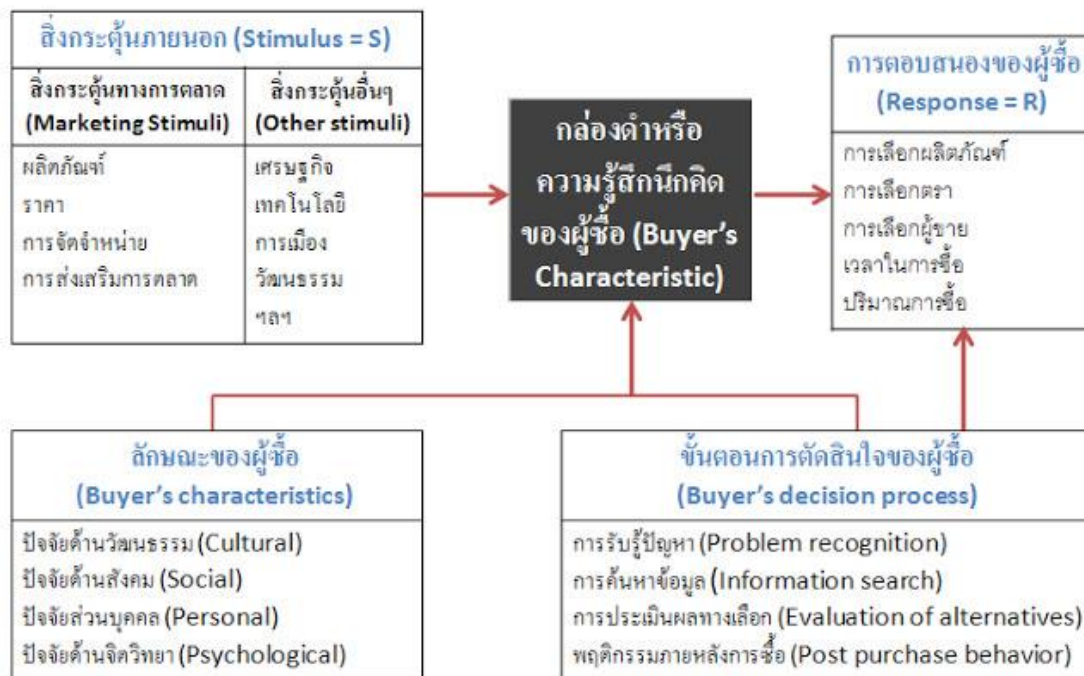 สิ่งกระตุ้นภายนอก (Stimulus = S)
สิ่งกระตุ้นทางการตลาด
(Marketing Stimuli)
ผลิตภัณฑ์
ราคา
การจัดจำหน่าย
การส่งเสริมการตลาด
สิ่งกระตุ้นอื่นๆ
(Other stimuli)
เศรษฐกิจ
เทคโนโลยี
การเมือง
วัฒนธรรม
ฯลฯ
กล่องดำหรือ
ความรู้สึกนึกคิด
ของผู้ซื้อ (Buyer's
Characteristic)
การตอบสนองของผู้ซื้อ
(Response = R)
การเลือกผลิตภัณฑ์
การเลือกตรา
การเลือกผู้ขาย
เวลาในการซื้อ
ปริมาณการซื้อ
ลักษณะของผู้ซื้อ
(Buyer's characteristics)
ปัจจัยด้านวัฒนธรรม (Cultural)
ปัจจัยด้านสังคม (Social)
ปัจจัยส่วนบุคคล (Personal)
ปัจจัยด้านจิตวิทยา (Psychological)
ขั้นตอนการตัดสินใจของผู้ซื้อ
(Buyer's decision process)
การรับรู้ปัญหา (Problem recognition)
การค้นหาข้อมูล (Information search)
การประเมินผลทางเลือก (Evaluation of alternatives)
พฤติกรรมภายหลังการซื้อ (Post purchase behavior)